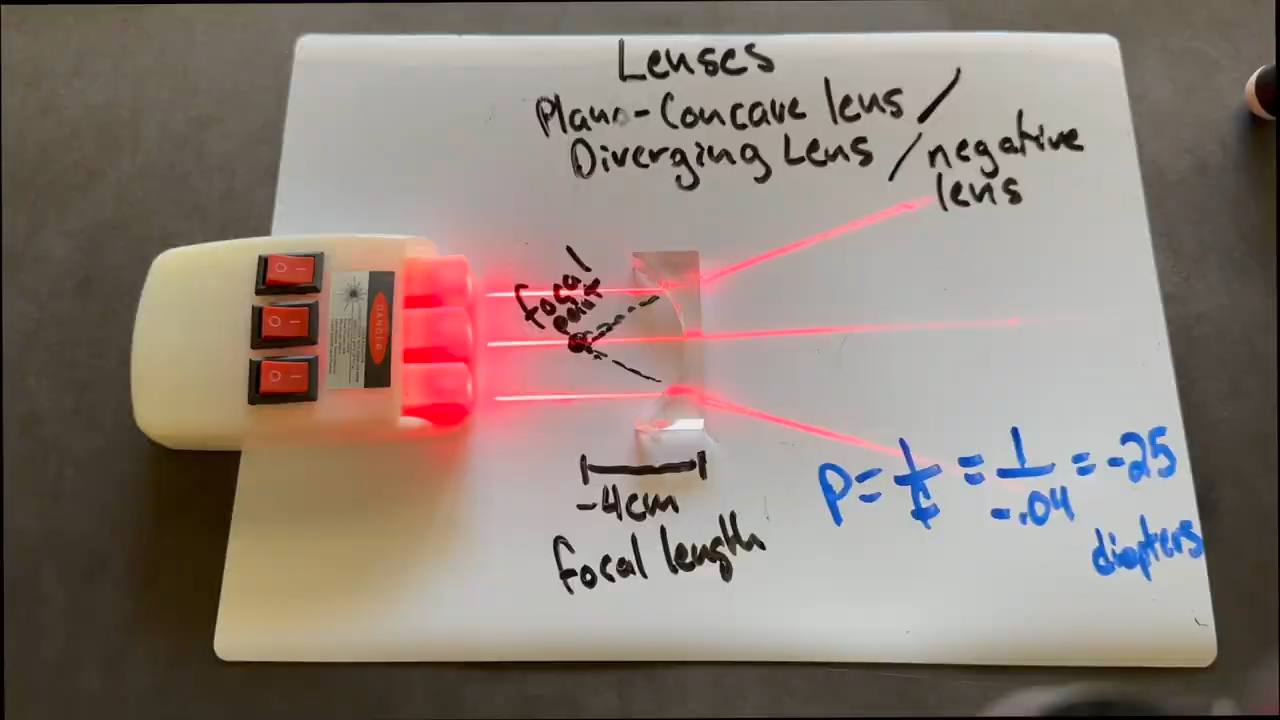 Lenses
Plano-Concave lens /
Diverging Lens / negative
lens
focal
point
-4cm
focal length
P = 1/f = 1/-.04 = -25
diopters
DANGER